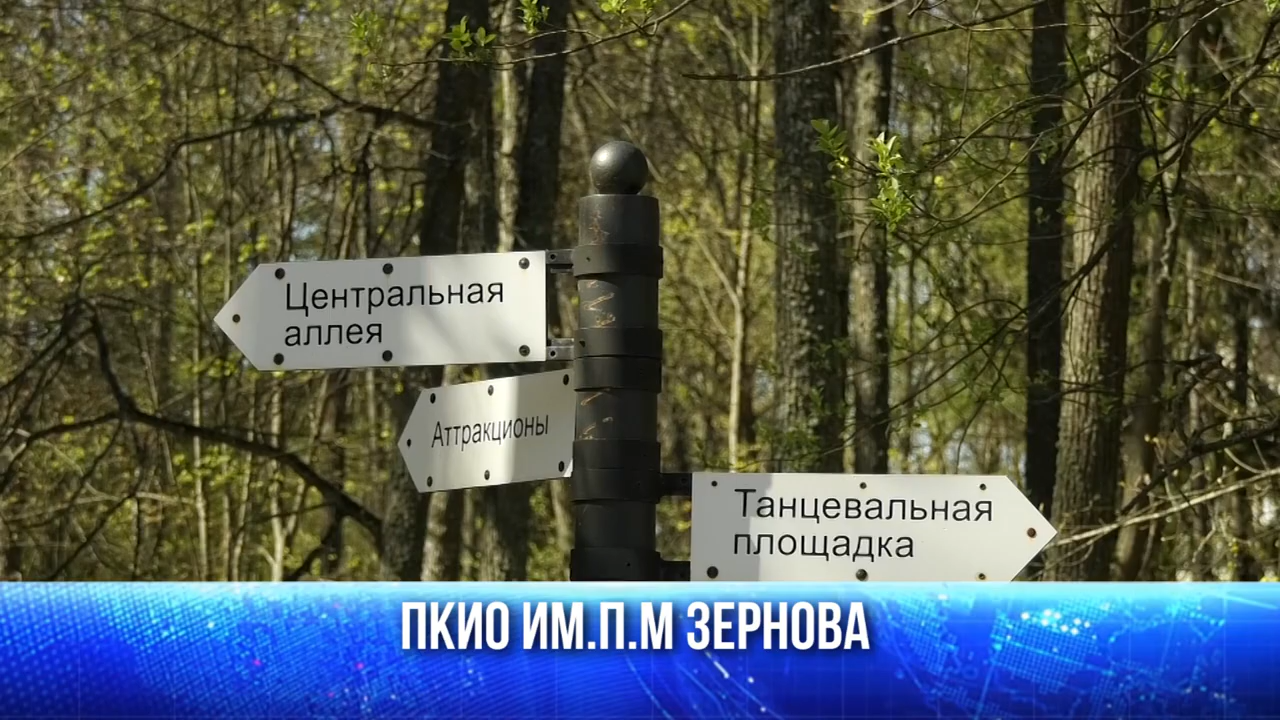 Центральная
аллея
Аттракционы
Танцевальная
площадка
ПКИО ИМ.П.М ЗЕРНОВА